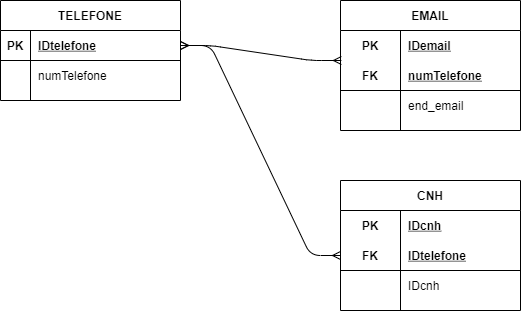 TELEFONE
PK IDtelefone
numTelefone
EMAIL
PK IDemail
FK numTelefone
end_email
CNH
PK IDcnh
FK IDtelefone
IDcnh